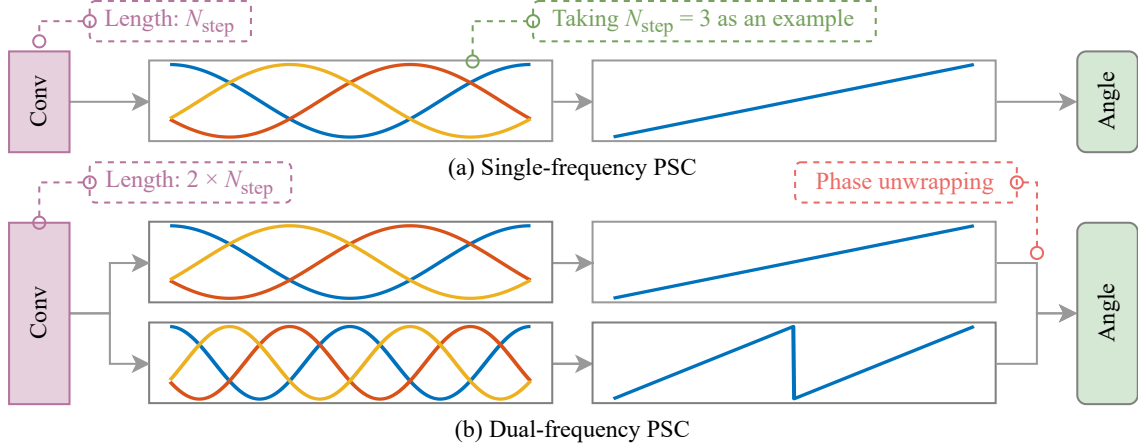 Length: N_step
Taking N_step = 3 as an example
Conv
Angle
(a) Single-frequency PSC
Length: 2 × N_step
Phase unwrapping
Conv
Angle
(b) Dual-frequency PSC